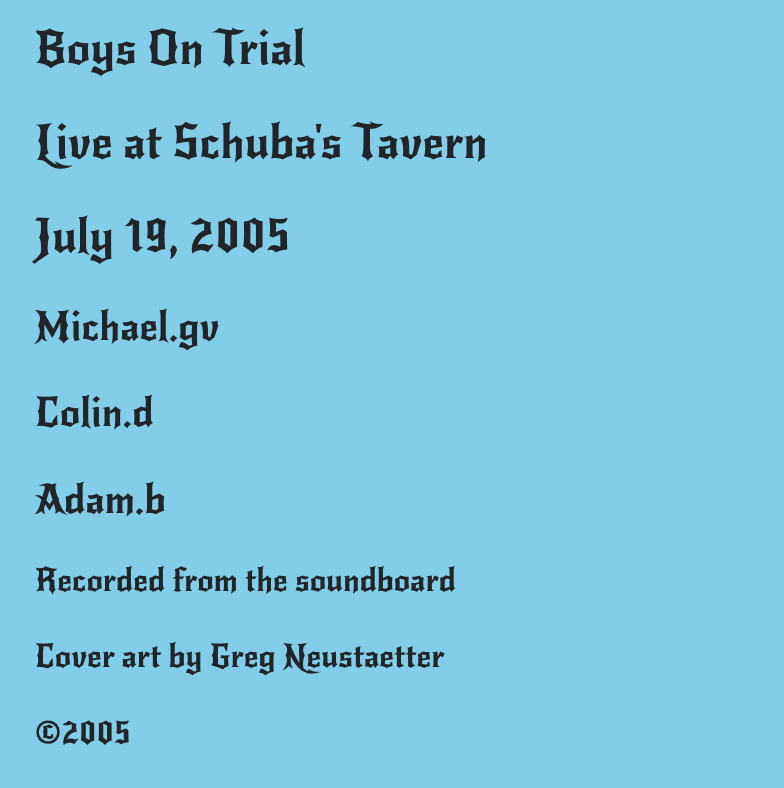 Boys On Trial
Live at Schuba's Tavern
July 19, 2005
Michael.gv
Colin.d
Adam.b
Recorded from the soundboard
Cover art by Greg Neustaetter
©2005